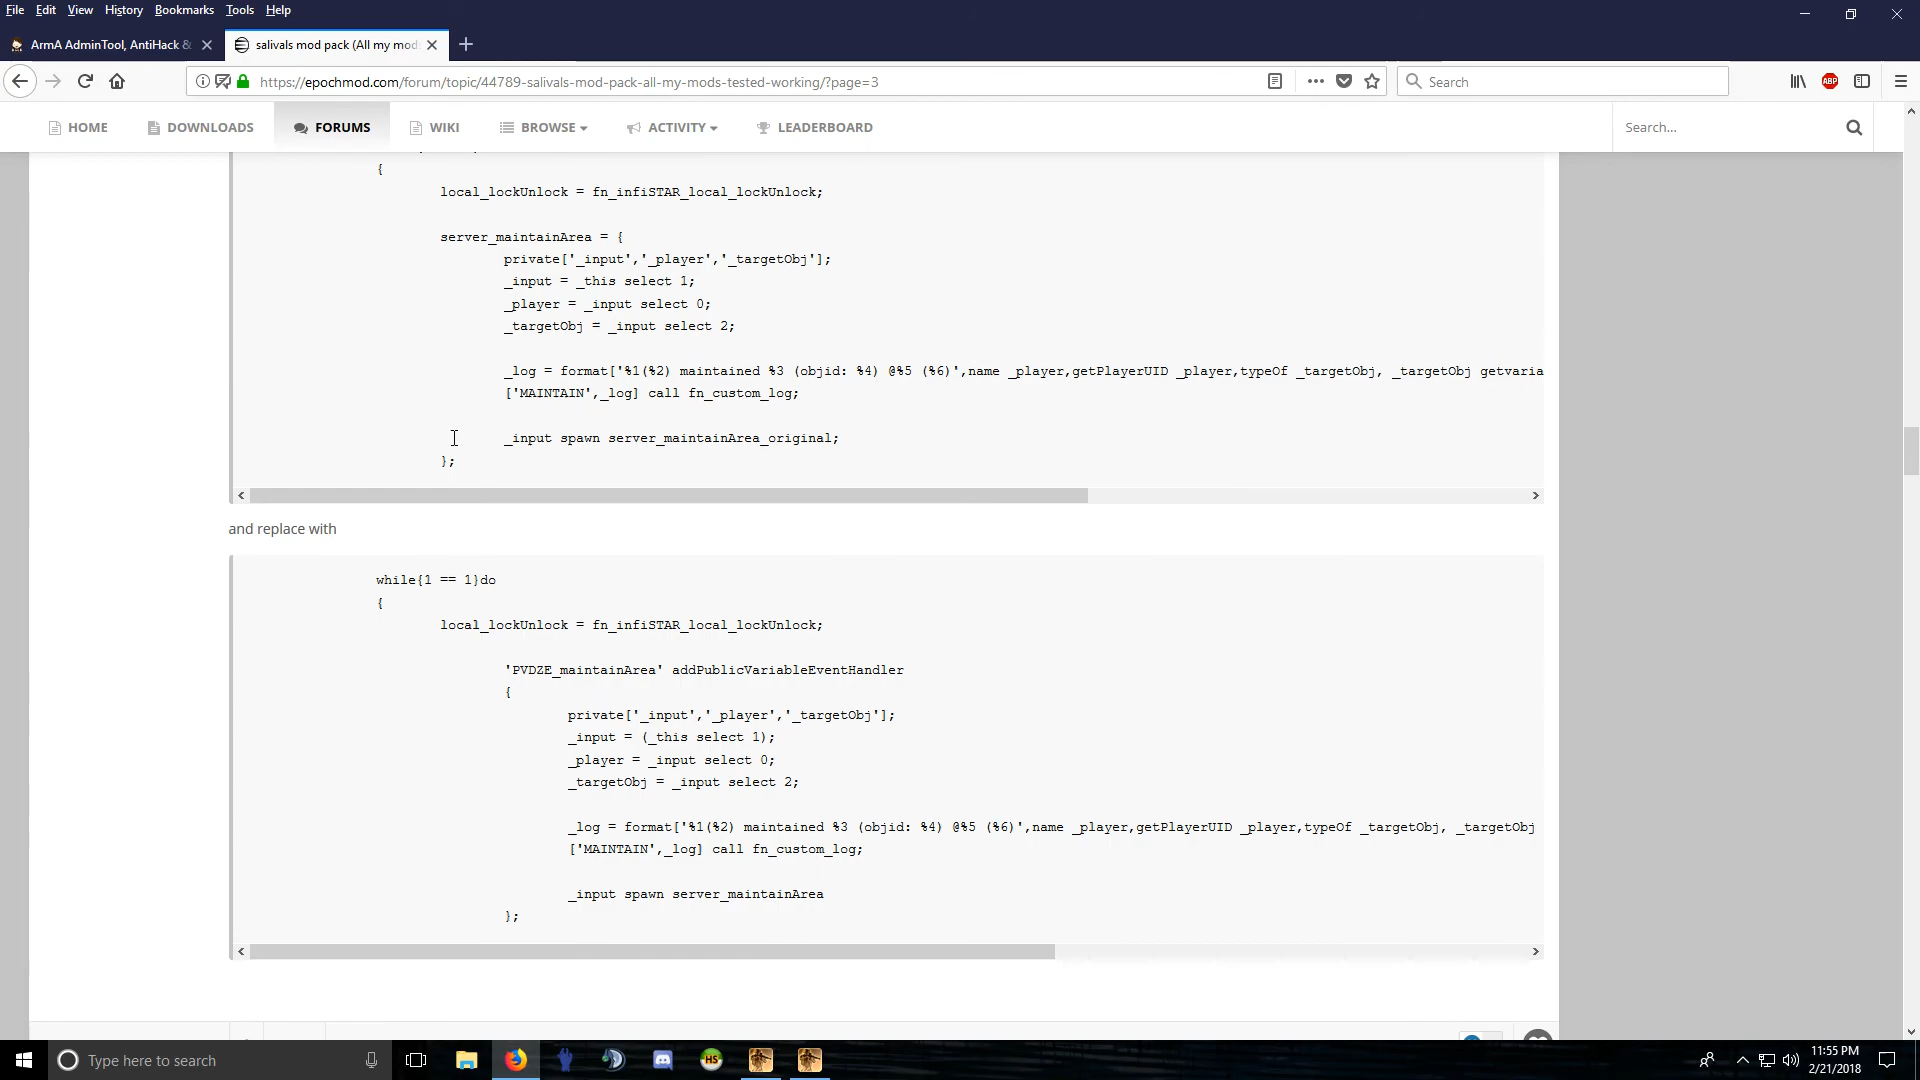 File Edit View History Bookmarks Tools Help
ArmA AdminTool, AntiHack &
salivals mod pack (All my mod
https://epochmod.com/forum/topic/44789-salivals-mod-pack-all-my-mods-tested-working/?page=3
ABP
Search
HOME DOWNLOADS FORUMS WIKI BROWSE ACTIVITY LEADERBOARD
Search...
{
local_lockUnlock = fn_infiSTAR_local_lockUnlock;
server_maintainArea = {
private['_input','_player','_targetObj'];
_input = _this select 1;
_player = _input select 0;
_targetObj = _input select 2;
_log = format['%1(%2) maintained %3 (objid: %4) @%5 (%6)',name _player,getPlayerUID _player,typeOf _targetObj, _targetObj getvaria
['MAINTAIN',_log] call fn_custom_log;
_input spawn server_maintainArea_original;
};
and replace with
while{1 == 1}do
{
local_lockUnlock = fn_infiSTAR_local_lockUnlock;
'PVDZE_maintainArea' addPublicVariableEventHandler
{
private['_input','_player','_targetObj'];
_input = (_this select 1);
_player = _input select 0;
_targetObj = _input select 2;
_log = format['%1(%2) maintained %3 (objid: %4) @%5 (%6)',name _player,getPlayerUID _player,typeOf _targetObj, _targetObj
['MAINTAIN',_log] call fn_custom_log;
_input spawn server_maintainArea
};
Type here to search
HS
11:55 PM
2/21/2018